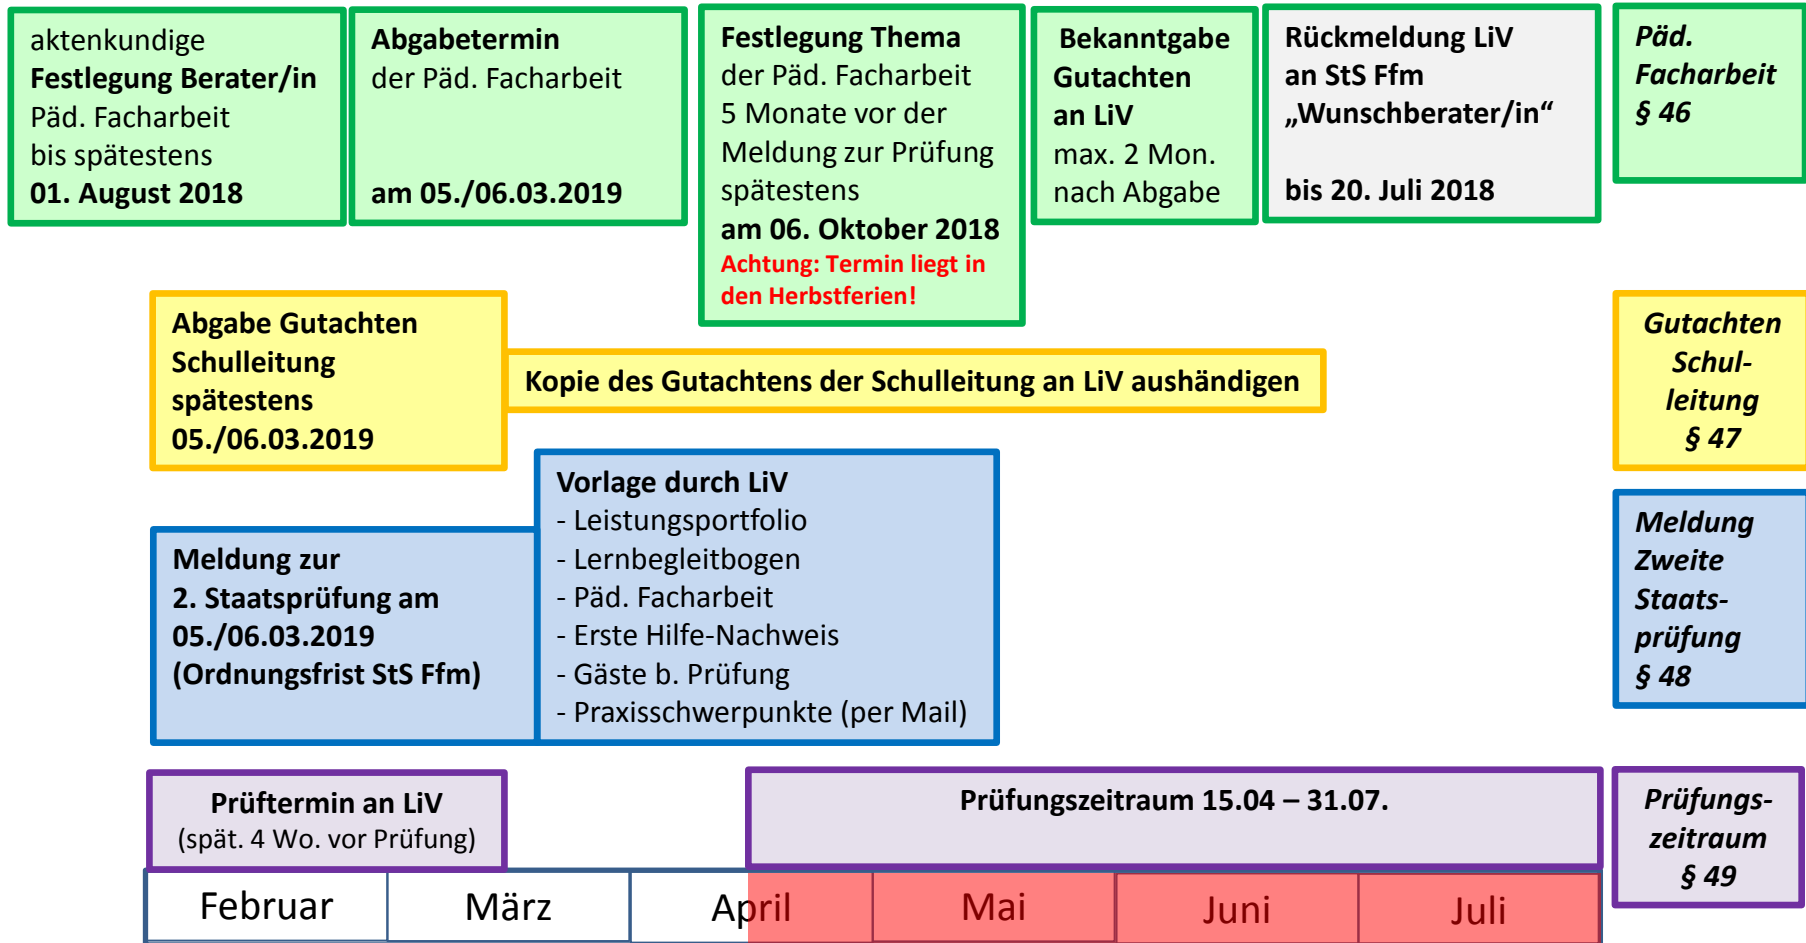 aktenkundige
Festlegung Berater/in
Päd. Facharbeit
bis spätestens
01. August 2018
Abgabetermin
der Päd. Facharbeit
am 05./06.03.2019
Festlegung Thema
der Päd. Facharbeit
5 Monate vor der
Meldung zur Prüfung
spätestens
am 06. Oktober 2018
Achtung: Termin liegt in
den Herbstferien!
Bekanntgabe
Gutachten
an LiV
max. 2 Mon.
nach Abgabe
Rückmeldung LiV
an StS Ffm
„Wunschberater/in“
bis 20. Juli 2018
Päd.
Facharbeit
§ 46
Abgabe Gutachten
Schulleitung
spätestens
05./06.03.2019
Kopie des Gutachtens der Schulleitung an LiV aushändigen
Gutachten
Schul-
leitung
§ 47
Meldung zur
2. Staatsprüfung am
05./06.03.2019
(Ordnungsfrist StS Ffm)
Vorlage durch LiV
- Leistungsportfolio
- Lernbegleitbogen
- Päd. Facharbeit
- Erste Hilfe-Nachweis
- Gäste b. Prüfung
- Praxisschwerpunkte (per Mail)
Meldung
Zweite
Staats-
prüfung
§ 48
Prüftermin an LiV
(spät. 4 Wo. vor Prüfung)
Prüfungszeitraum 15.04 – 31.07.
Prüfungs-
zeitraum
§ 49
Februar März April Mai Juni Juli